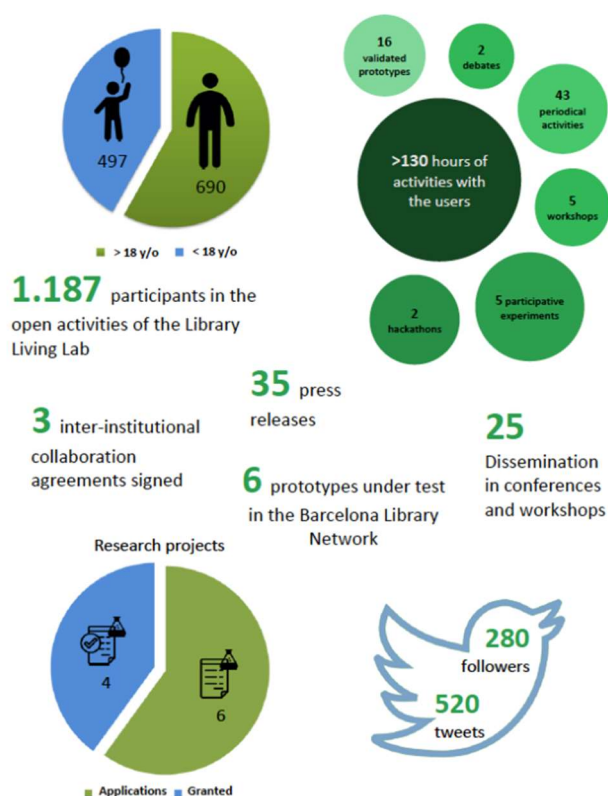 497
690
> 18 y/o
< 18 y/o
16
validated
prototypes
2
debates
43
periodical
activities
>130 hours of
activities with
the users
5
workshops
2
hackathons
5 participative
experiments
1.187 participants in the
open activities of the Library
Living Lab
35 press
releases
3 inter-institutional
collaboration
agreements signed
25
Dissemination
in conferences
and workshops
6 prototypes under test
in the Barcelona Library
Network
Research projects
4
6
Applications
Granted
280
followers
520
tweets